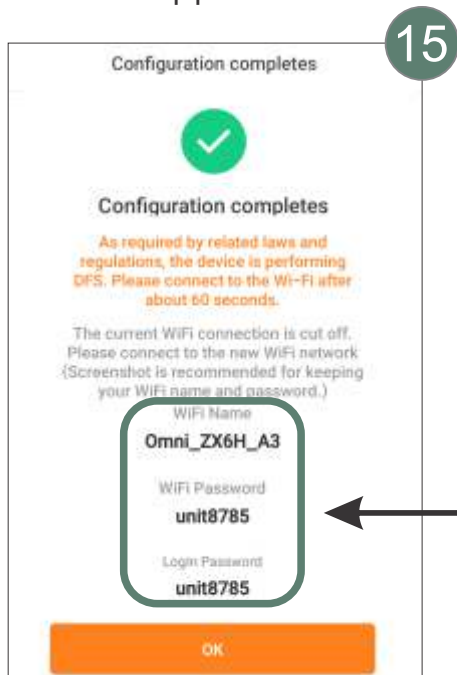 15
Configuration completes
Configuration completes
As required by related laws and
regulations, the device is performing
DFS. Please connect to the Wi-Fi after
about 60 seconds.
The current WiFi connection is cut off.
Please connect to the new WiFi network
(Screenshot is recommended for keeping
your WiFi name and password.)
WiFi Name
Omni_ZX6H_A3
WiFi Password
unit8785
Login Password
unit8785
OK